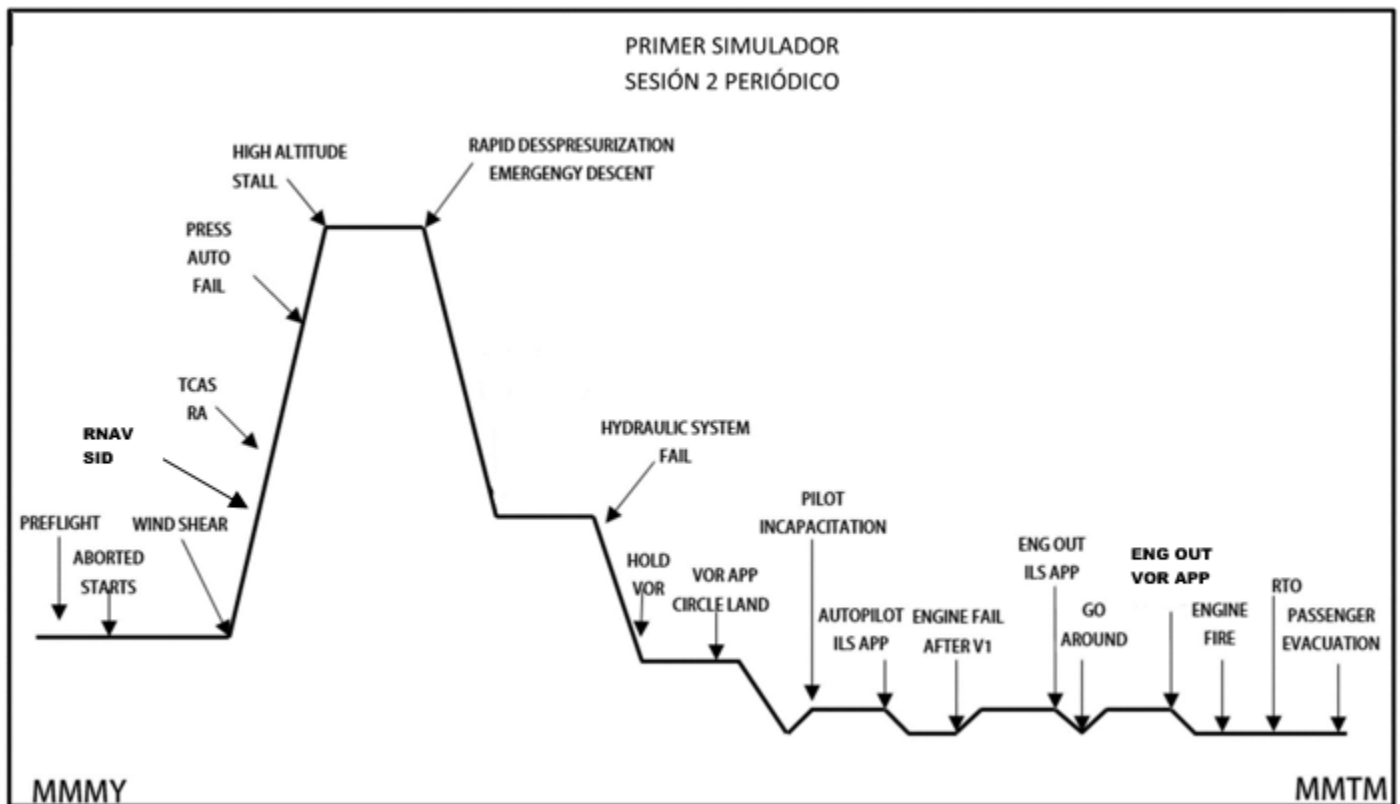 PRIMER SIMULADOR
SESIÓN 2 PERIÓDICO
HIGH ALTITUDE
STALL
RAPID DESSPRESURIZATION
EMERGENGY DESCENT
PRESS
AUTO
FAIL
TCAS
RA
RNAV
SID
HYDRAULIC SYSTEM
FAIL
PREFLIGHT
ABORTED
STARTS
WIND SHEAR
HOLD
VOR
VOR APP
CIRCLE LAND
PILOT
INCAPACITATION
AUTOPILOT
ILS APP
ENGINE FAIL
AFTER V1
ENG OUT
ILS APP
GO
AROUND
ENG OUT
VOR APP
ENGINE
FIRE
RTO
PASSENGER
EVACUATION
MMMY
MMTM